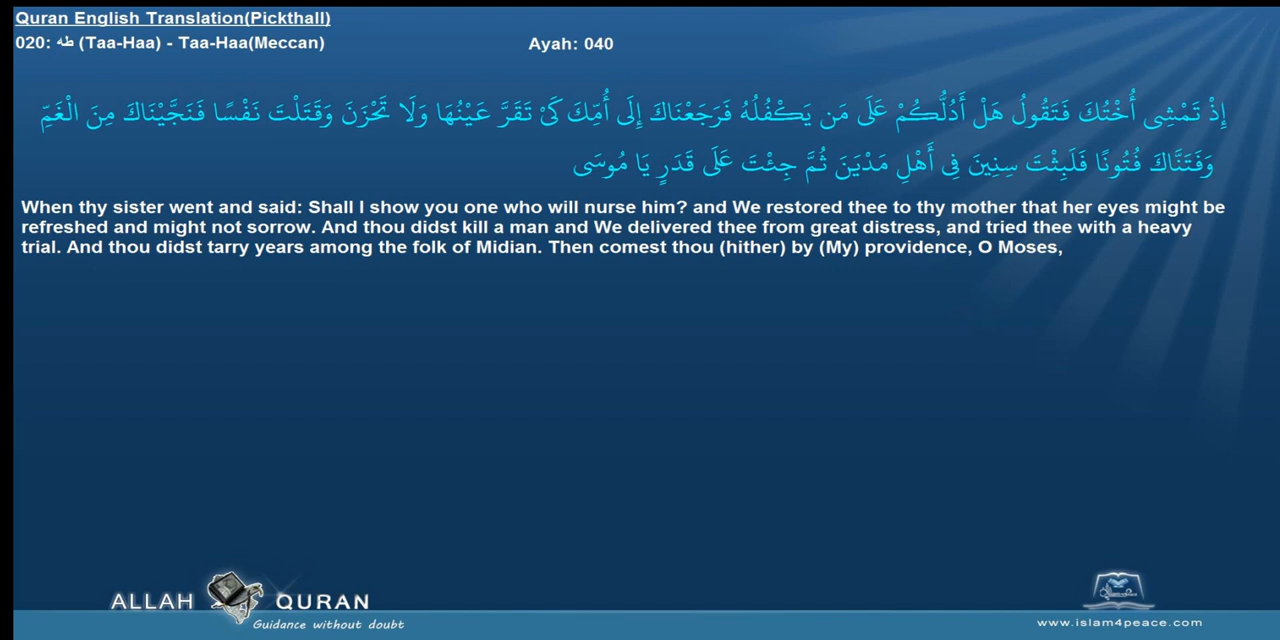 Quran English Translation(Pickthall)
020: طه (Taa-Haa) - Taa-Haa(Meccan)
Ayah: 040
إِذْ تَمْشِي أُخْتُكَ فَتَقُولُ هَلْ أَدُلُّكُمْ عَلَى مَن يَكْفُلُهُ فَرَجَعْنَاكَ إِلَى أُمِّكَ كَيْ تَقَرَّ عَيْنُهَا وَلَا تَحْزَنَ وَقَتَلْتَ نَفْسًا فَنَجَّيْنَاكَ مِنَ الْغَمِّ
وَفَتَنَّاكَ فُتُونًا فَلَبِثْتَ سِنِينَ فِي أَهْلِ مَدْيَنَ ثُمَّ جِئْتَ عَلَى قَدَرٍ يَا مُوسَى
When thy sister went and said: Shall I show you one who will nurse him? and We restored thee to thy mother that her eyes might be
refreshed and might not sorrow. And thou didst kill a man and We delivered thee from great distress, and tried thee with a heavy
trial. And thou didst tarry years among the folk of Midian. Then comest thou (hither) by (My) providence, O Moses,
ALLAH QURAN
Guidance without doubt
www.islam4peace.com